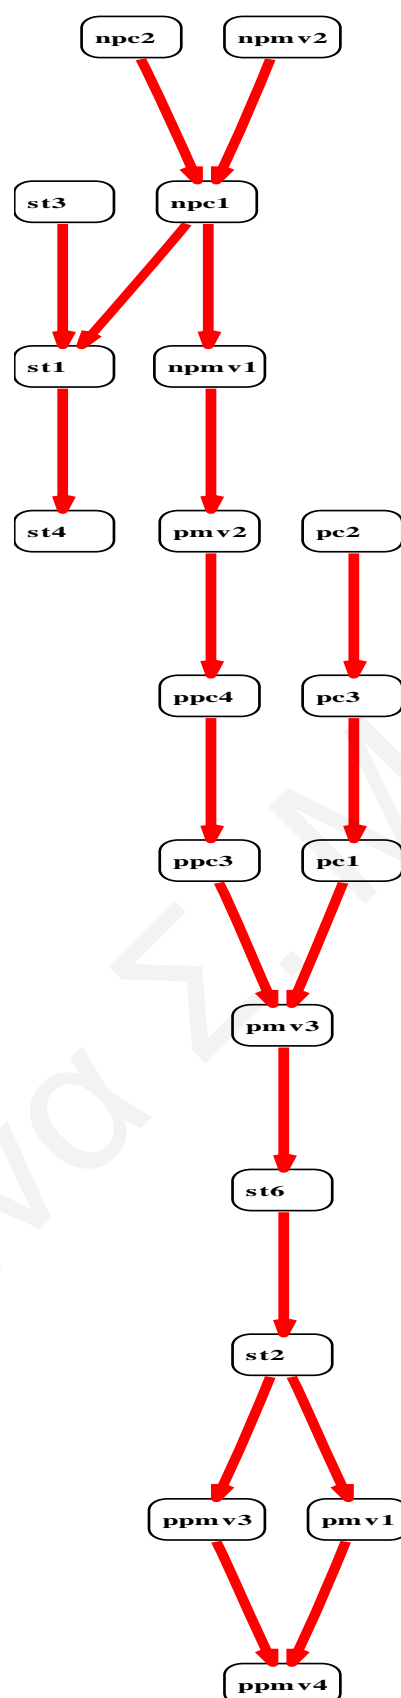 npc2 npmv2
st3 npc1
st1 npmv1
st4 pmv2 pc2
ppc4 pc3
ppc3 pc1
pmv3
st6
st2
ppmv3 pmv1
ppmv4
να Σ. Μ